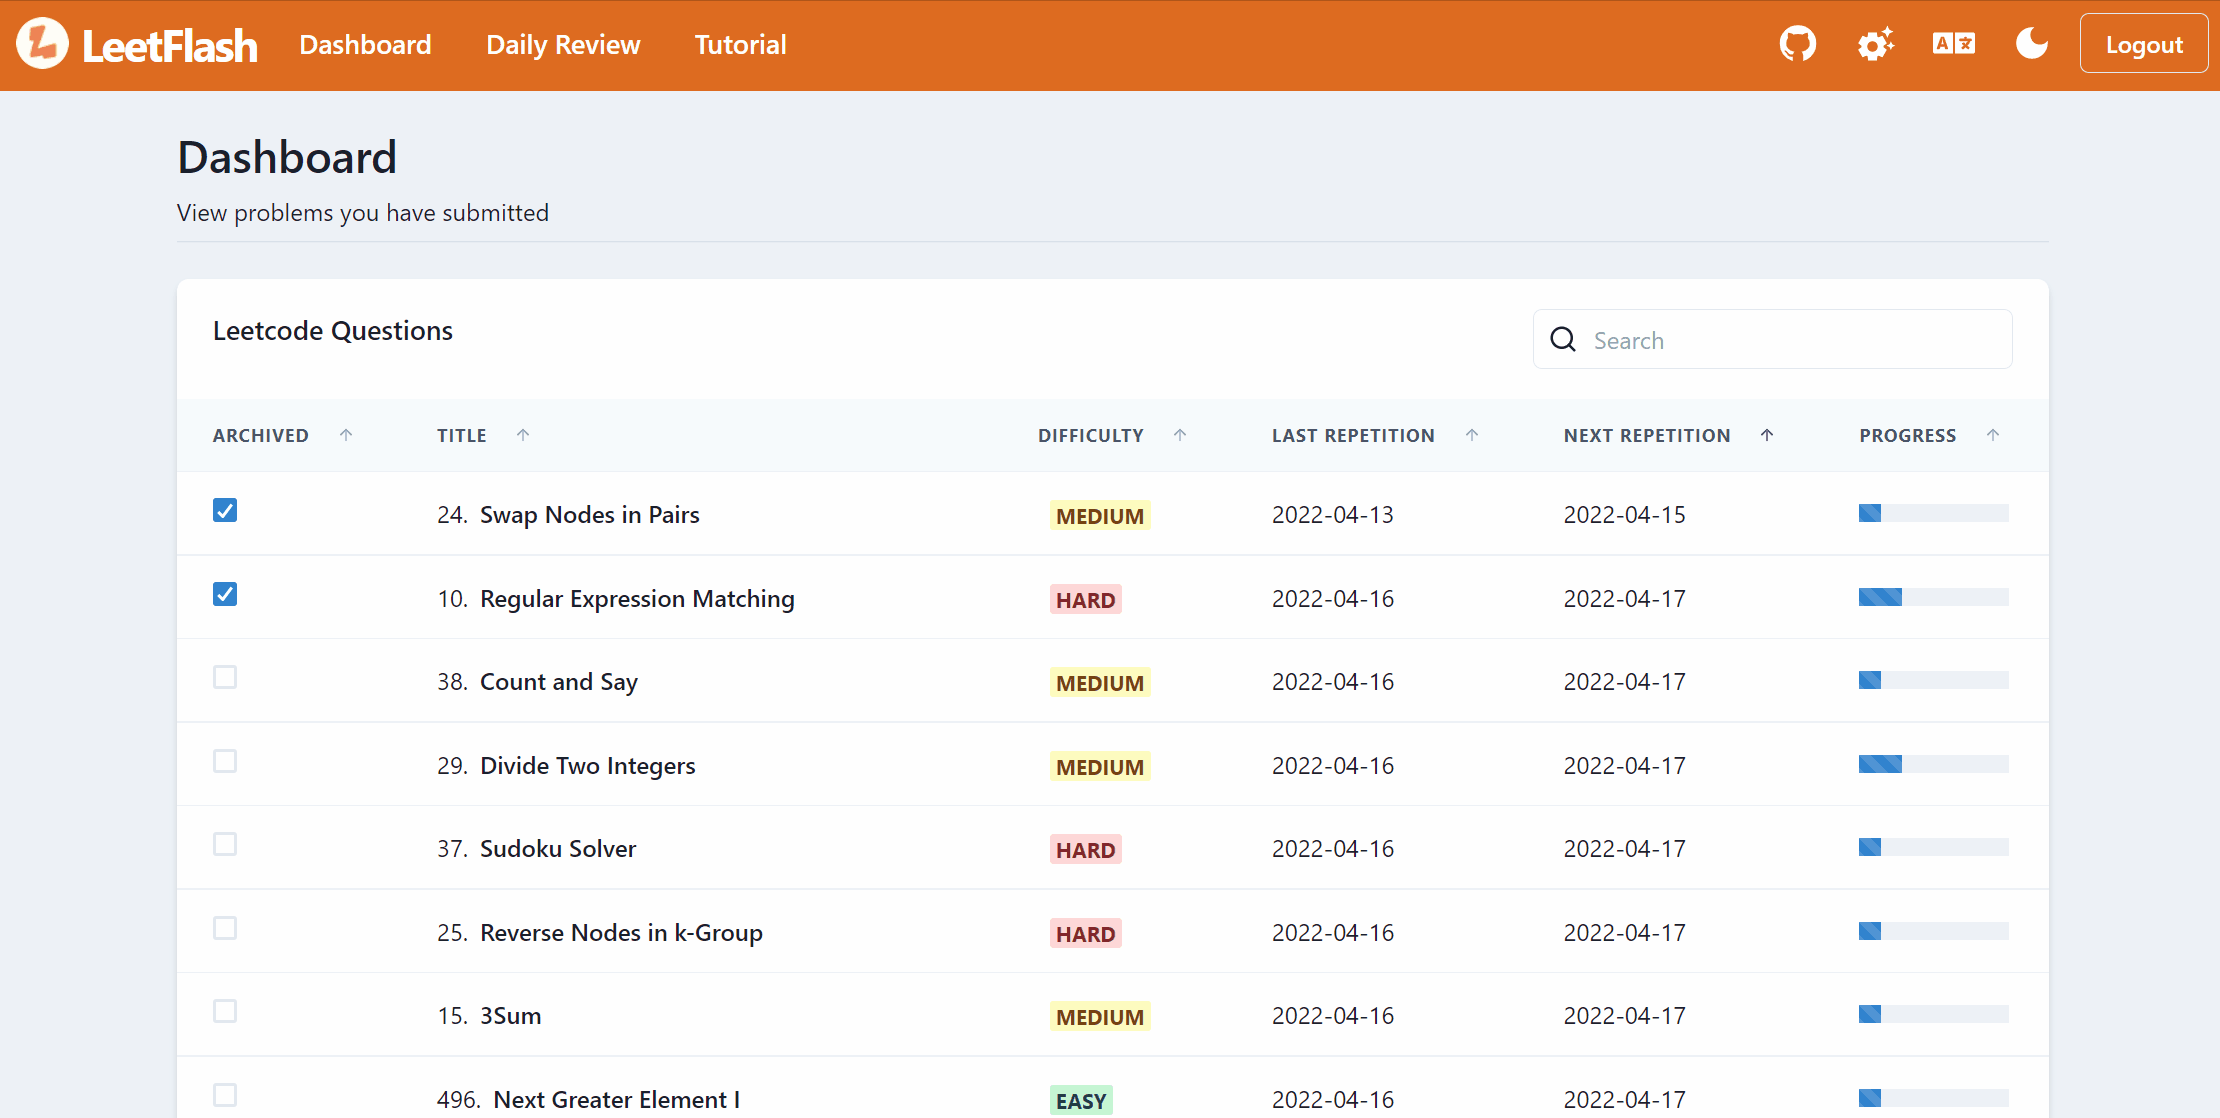 LeetFlash Dashboard Daily Review Tutorial A文 Logout
Dashboard
View problems you have submitted
Leetcode Questions Search
ARCHIVED TITLE DIFFICULTY LAST REPETITION NEXT REPETITION PROGRESS
24. Swap Nodes in Pairs MEDIUM 2022-04-13 2022-04-15
10. Regular Expression Matching HARD 2022-04-16 2022-04-17
38. Count and Say MEDIUM 2022-04-16 2022-04-17
29. Divide Two Integers MEDIUM 2022-04-16 2022-04-17
37. Sudoku Solver HARD 2022-04-16 2022-04-17
25. Reverse Nodes in k-Group HARD 2022-04-16 2022-04-17
15. 3Sum MEDIUM 2022-04-16 2022-04-17
496. Next Greater Element I EASY 2022-04-16 2022-04-17